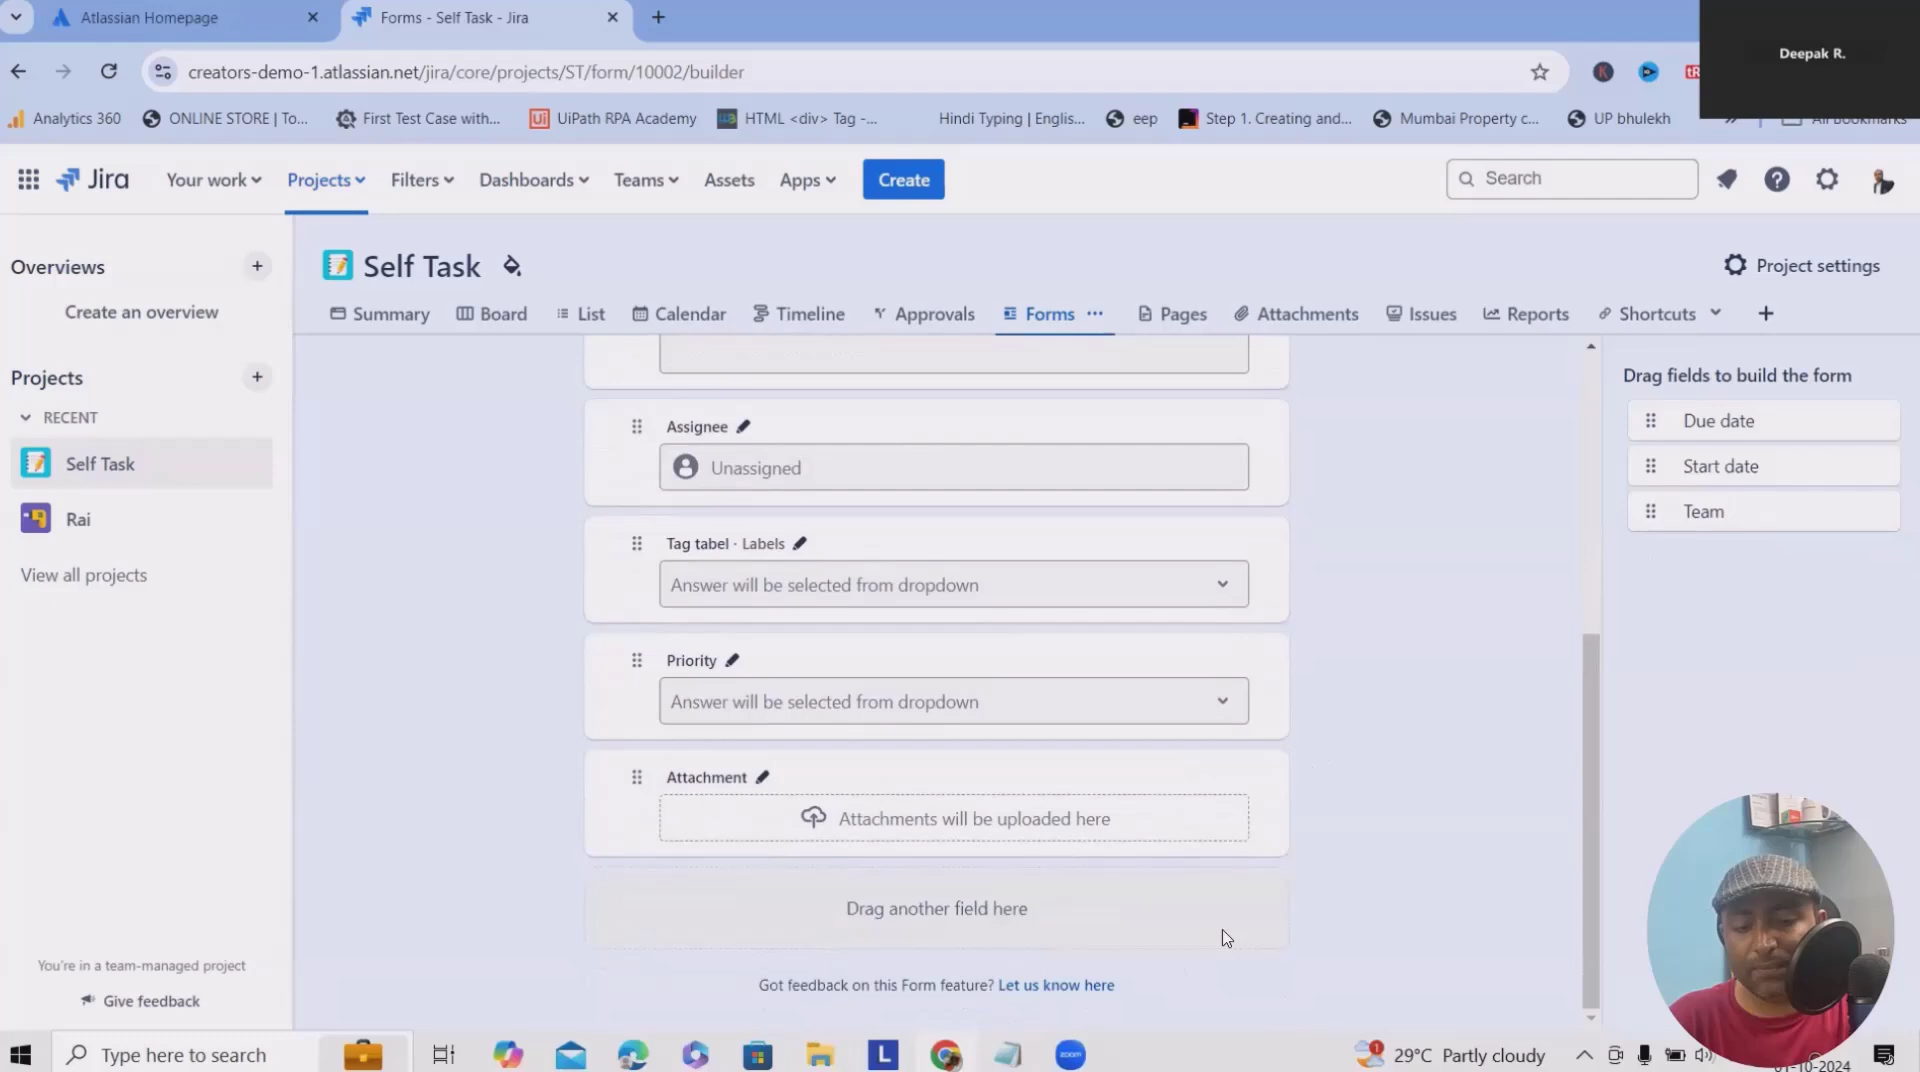 Atlassian Homepage
Forms - Self Task - Jira
Deepak R.
creators-demo-1.atlassian.net/jira/core/projects/ST/form/10002/builder
Analytics 360
ONLINE STORE | To...
First Test Case with...
UiPath RPA Academy
HTML <div> Tag -...
Hindi Typing | Englis...
eep
Step 1. Creating and...
Mumbai Property c...
UP bhulekh
All Bookmarks
Jira
Your work
Projects
Filters
Dashboards
Teams
Assets
Apps
Create
Search
Overviews
Create an overview
Projects
RECENT
Self Task
Rai
View all projects
You're in a team-managed project
Give feedback
Self Task
Project settings
Summary
Board
List
Calendar
Timeline
Approvals
Forms
Pages
Attachments
Issues
Reports
Shortcuts
Assignee
Unassigned
Tag tabel · Labels
Answer will be selected from dropdown
Priority
Answer will be selected from dropdown
Attachment
Attachments will be uploaded here
Drag another field here
Got feedback on this Form feature? Let us know here
Drag fields to build the form
Due date
Start date
Team
Type here to search
29°C Partly cloudy
01-10-2024